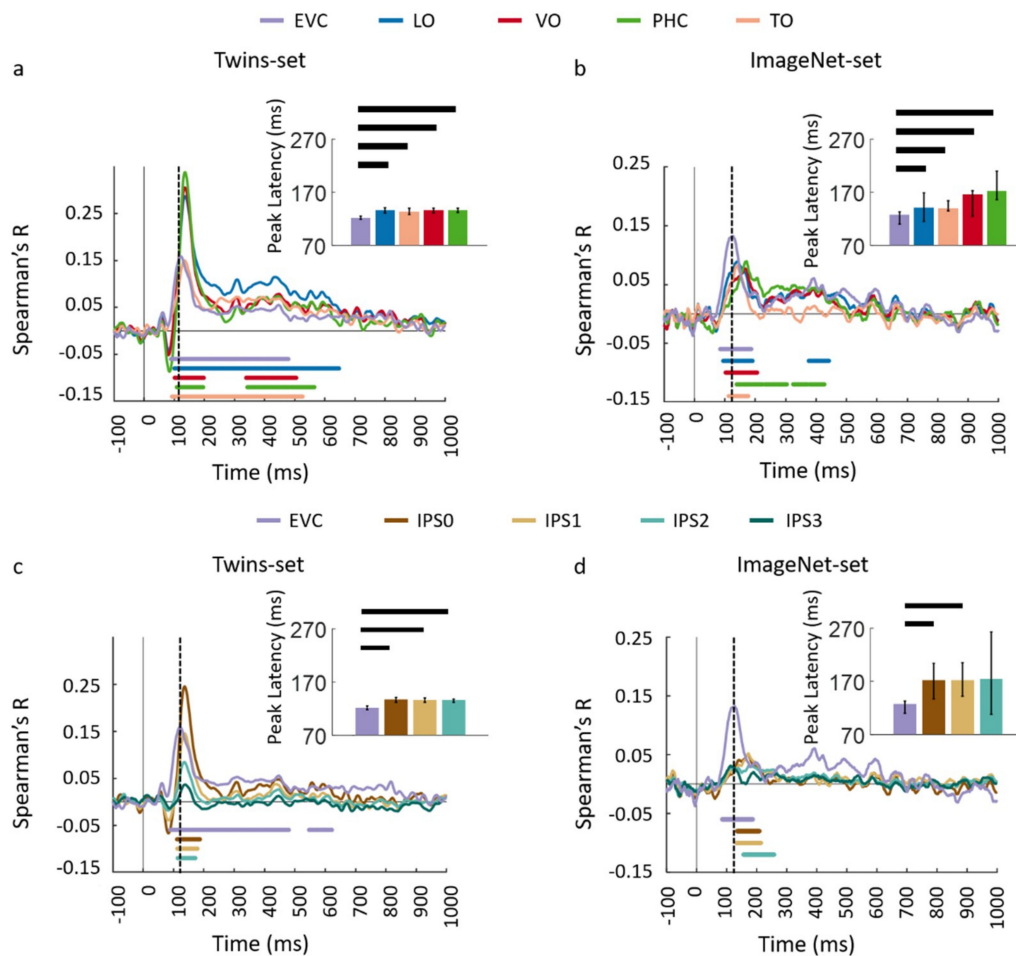 EVC LO VO PHC TO
a Twins-set
b ImageNet-set
Peak Latency (ms)
270
170
70
Spearman's R
0.25
0.15
0.05
-0.05
-0.15
-100 0 100 200 300 400 500 600 700 800 900 1000
Time (ms)
Peak Latency (ms)
270
170
70
Spearman's R
0.25
0.15
0.05
-0.05
-0.15
-100 0 100 200 300 400 500 600 700 800 900 1000
Time (ms)
EVC IPS0 IPS1 IPS2 IPS3
c Twins-set
d ImageNet-set
Peak Latency (ms)
270
170
70
Spearman's R
0.25
0.15
0.05
-0.05
-0.15
-100 0 100 200 300 400 500 600 700 800 900 1000
Time (ms)
Peak Latency (ms)
270
170
70
Spearman's R
0.25
0.15
0.05
-0.05
-0.15
-100 0 100 200 300 400 500 600 700 800 900 1000
Time (ms)